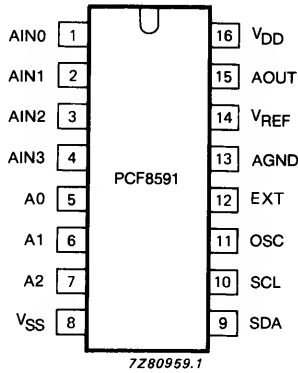 AIN0 1 16 VDD
AIN1 2 15 AOUT
AIN2 3 14 VREF
AIN3 4 13 AGND
PCF8591
A0 5 12 EXT
A1 6 11 OSC
A2 7 10 SCL
VSS 8 9 SDA
7Z80959.1